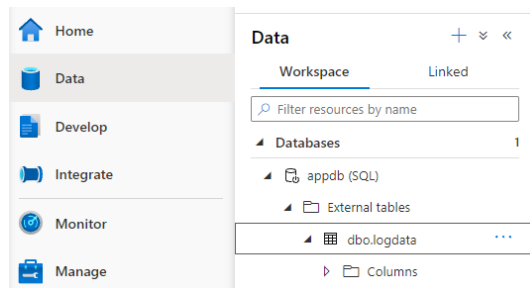 Home
Data
Develop
Integrate
Monitor
Manage
Data
Workspace Linked
Filter resources by name
Databases 1
appdb (SQL)
External tables
dbo.logdata ...
Columns